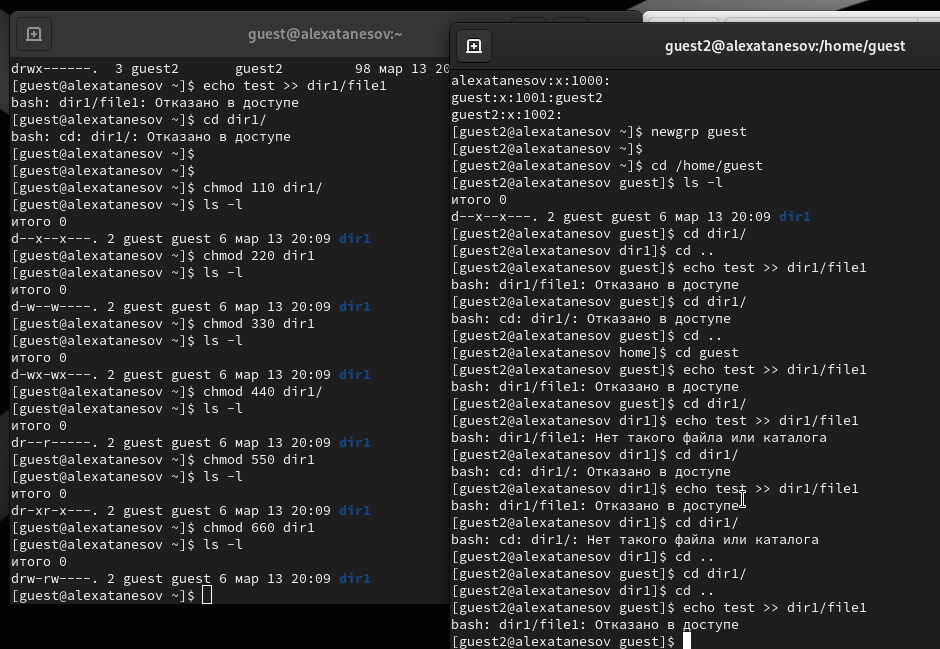 guest@alexatanesov:~
drwx------.  3 guest2       guest2         98 мар 13 20
[guest@alexatanesov ~]$ echo test >> dir1/file1
bash: dir1/file1: Отказано в доступе
[guest@alexatanesov ~]$ cd dir1/
bash: cd: dir1/: Отказано в доступе
[guest@alexatanesov ~]$
[guest@alexatanesov ~]$
[guest@alexatanesov ~]$ chmod 110 dir1/
[guest@alexatanesov ~]$ ls -l
итого 0
d--x--x---. 2 guest guest 6 мар 13 20:09 dir1
[guest@alexatanesov ~]$ chmod 220 dir1
[guest@alexatanesov ~]$ ls -l
итого 0
d-w--w----. 2 guest guest 6 мар 13 20:09 dir1
[guest@alexatanesov ~]$ chmod 330 dir1
[guest@alexatanesov ~]$ ls -l
итого 0
d-wx-wx---. 2 guest guest 6 мар 13 20:09 dir1
[guest@alexatanesov ~]$ chmod 440 dir1/
[guest@alexatanesov ~]$ ls -l
итого 0
dr--r-----. 2 guest guest 6 мар 13 20:09 dir1
[guest@alexatanesov ~]$ chmod 550 dir1
[guest@alexatanesov ~]$ ls -l
итого 0
dr-xr-x---. 2 guest guest 6 мар 13 20:09 dir1
[guest@alexatanesov ~]$ chmod 660 dir1
[guest@alexatanesov ~]$ ls -l
итого 0
drw-rw----. 2 guest guest 6 мар 13 20:09 dir1
[guest@alexatanesov ~]$
guest2@alexatanesov:/home/guest
alexatanesov:x:1000:
guest:x:1001:guest2
guest2:x:1002:
[guest2@alexatanesov ~]$ newgrp guest
[guest2@alexatanesov ~]$
[guest2@alexatanesov ~]$ cd /home/guest
[guest2@alexatanesov guest]$ ls -l
итого 0
d--x--x---. 2 guest guest 6 мар 13 20:09 dir1
[guest2@alexatanesov guest]$ cd dir1/
[guest2@alexatanesov dir1]$ cd ..
[guest2@alexatanesov guest]$ echo test >> dir1/file1
bash: dir1/file1: Отказано в доступе
[guest2@alexatanesov guest]$ cd dir1/
bash: cd: dir1/: Отказано в доступе
[guest2@alexatanesov guest]$ cd ..
[guest2@alexatanesov home]$ cd guest
[guest2@alexatanesov guest]$ echo test >> dir1/file1
bash: dir1/file1: Отказано в доступе
[guest2@alexatanesov guest]$ cd dir1/
[guest2@alexatanesov dir1]$ echo test >> dir1/file1
bash: dir1/file1: Нет такого файла или каталога
[guest2@alexatanesov dir1]$ cd dir1/
bash: cd: dir1/: Отказано в доступе
[guest2@alexatanesov dir1]$ echo test >> dir1/file1
bash: dir1/file1: Отказано в доступе
[guest2@alexatanesov dir1]$ cd dir1/
bash: cd: dir1/: Нет такого файла или каталога
[guest2@alexatanesov dir1]$ cd ..
[guest2@alexatanesov guest]$ cd dir1/
[guest2@alexatanesov dir1]$ cd ..
[guest2@alexatanesov guest]$ echo test >> dir1/file1
bash: dir1/file1: Отказано в доступе
[guest2@alexatanesov guest]$